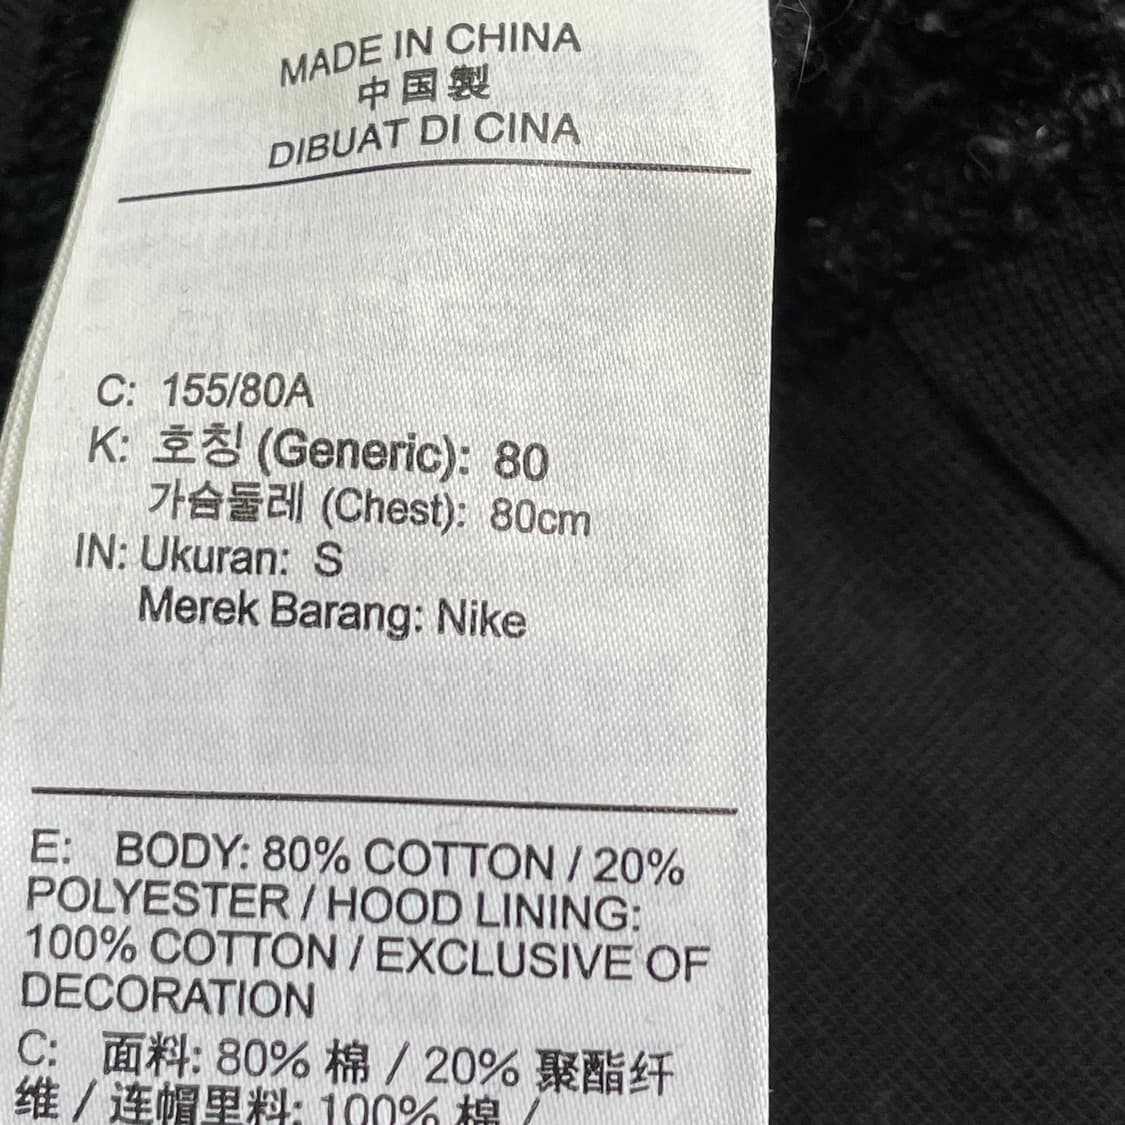 MADE IN CHINA
中国製
DIBUAT DI CINA
C: 155/80A
K: 호칭 (Generic): 80
가슴둘레 (Chest): 80cm
IN: Ukuran: S
Merek Barang: Nike
E: BODY: 80% COTTON / 20%
POLYESTER / HOOD LINING:
100% COTTON / EXCLUSIVE OF
DECORATION
C: 面料: 80% 棉 / 20% 聚酯纤
维 / 连帽里料: 100% 棉 /